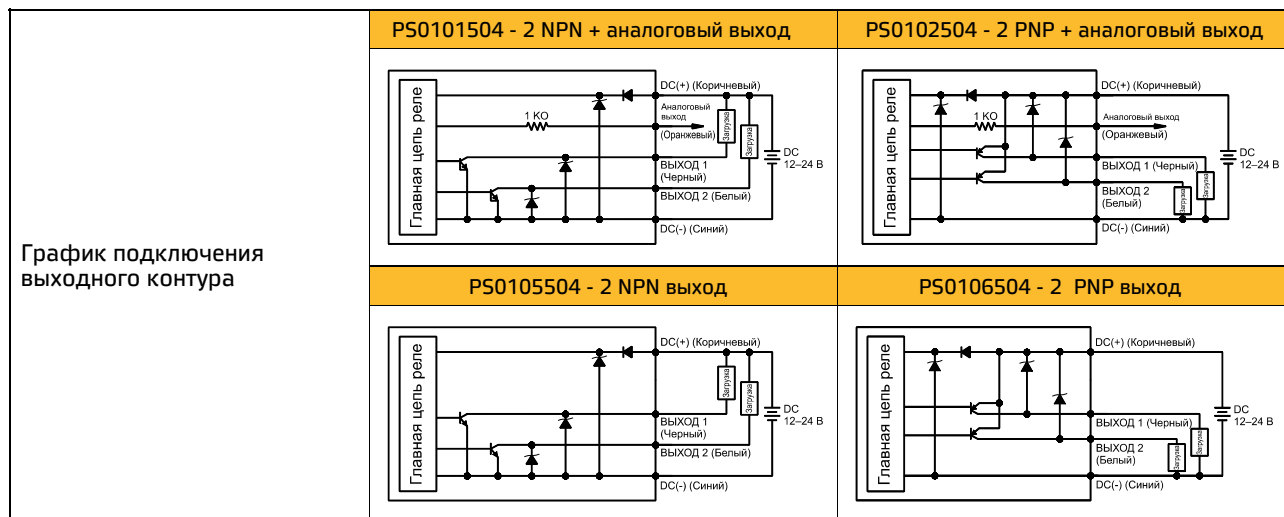 График подключения
выходного контура
PS0101504 - 2 NPN + аналоговый выход
Главная цепь реле
1 KO
DC(+) (Коричневый)
Аналоговый
выход
(Оранжевый)
Загрузка
Загрузка
DC
12–24 В
ВЫХОД 1
(Черный)
ВЫХОД 2 (Белый)
DC(-) (Синий)
PS0102504 - 2 PNP + аналоговый выход
Главная цепь реле
1 KO
DC(+) (Коричневый)
Аналоговый выход
(Оранжевый)
DC
12–24 В
ВЫХОД 1 (Черный)
ВЫХОД 2
(Белый)
Загрузка
Загрузка
DC(-) (Синий)
PS0105504 - 2 NPN выход
Главная цепь реле
DC(+) (Коричневый)
Загрузка
Загрузка
DC
12–24 В
ВЫХОД 1
(Черный)
ВЫХОД 2 (Белый)
DC(-) (Синий)
PS0106504 - 2 PNP выход
Главная цепь реле
DC(+) (Коричневый)
DC
12–24 В
ВЫХОД 1 (Черный)
ВЫХОД 2
(Белый)
Загрузка
Загрузка
DC(-) (Синий)